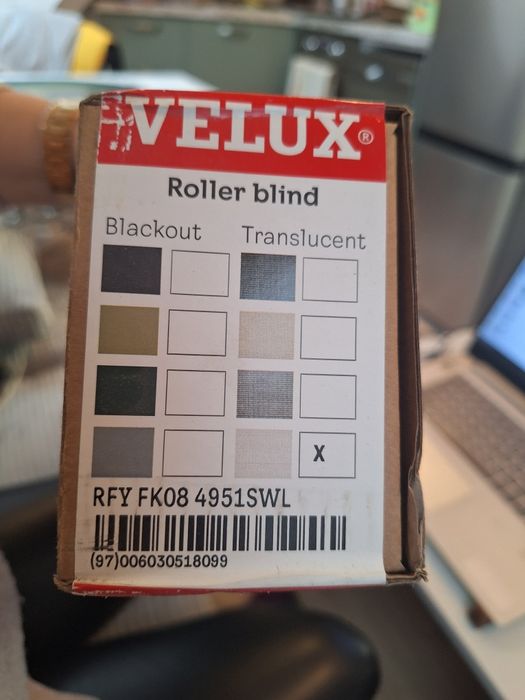 VELUX®
Roller blind
Blackout Translucent
X
RFY FK08 4951SWL
(97)006030518099